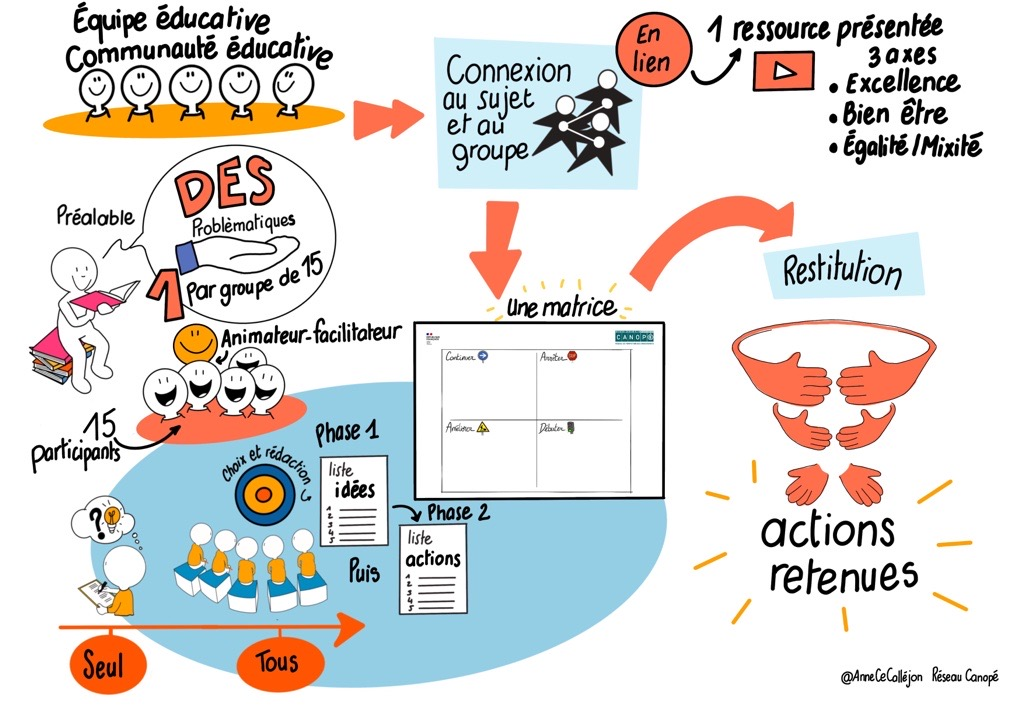 Équipe éducative
Communauté éducative
Connexion
au sujet
et au
groupe
En
lien
1 ressource présentée
3 axes
• Excellence
• Bien être
• Égalité/Mixité
Préalable
DES
Problèmatiques
1 Par groupe de 15
Animateur-facilitateur
15
participants
une matrice
CANOPÉ
Continuer
Arrêter
Améliorer
Débuter
Restitution
actions
retenues
Phase 1
Choix et rédaction
liste
idées
1
2
3
4
5
Phase 2
liste
actions
1
2
3
4
5
Puis
?
Seul
Tous
@AnneCeColléjon Réseau Canopé